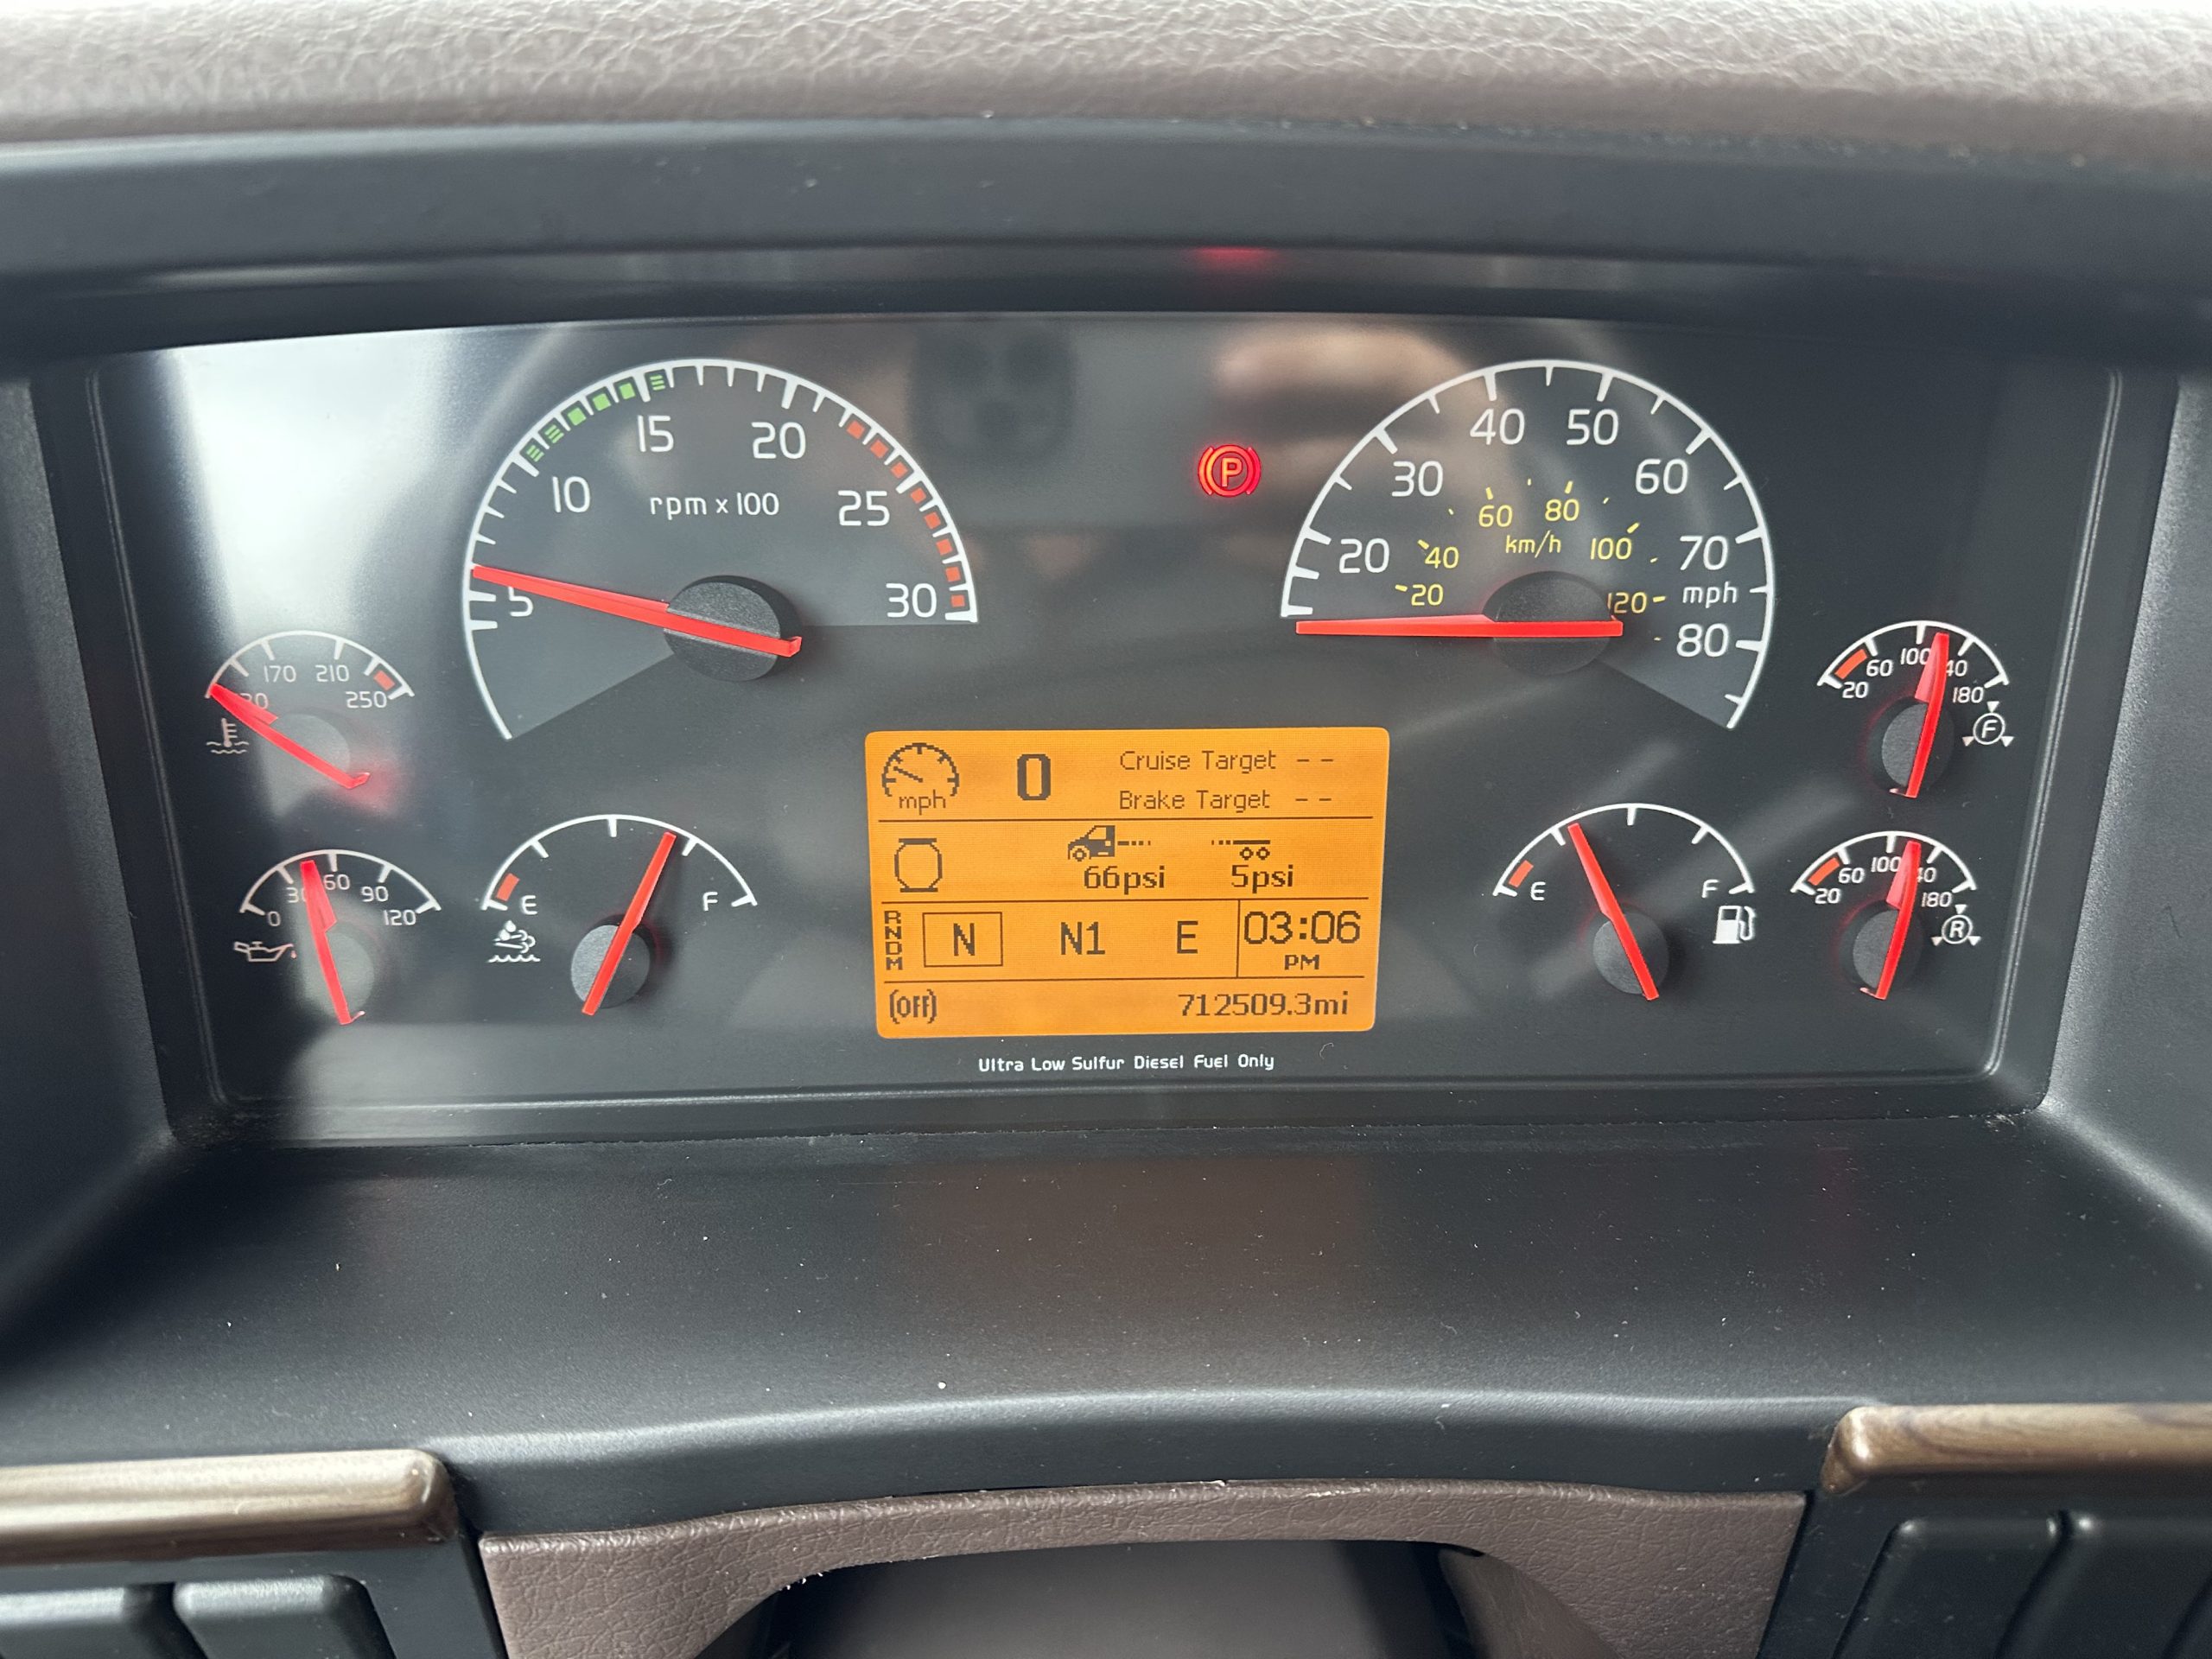 5
10
15
20
25
30
rpm x 100
P
20
30
40
50
60
70
80
mph
20
40
60
80
100
120
km/h
170
210
250
0
60
90
120
E
F
mph
0
Cruise Target --
Brake Target --
66psi
5psi
RNDM
N
N1
E
03:06
PM
(Off)
712509.3mi
Ultra Low Sulfur Diesel Fuel Only
E
F
20
60
100
180
F
20
60
100
180
R